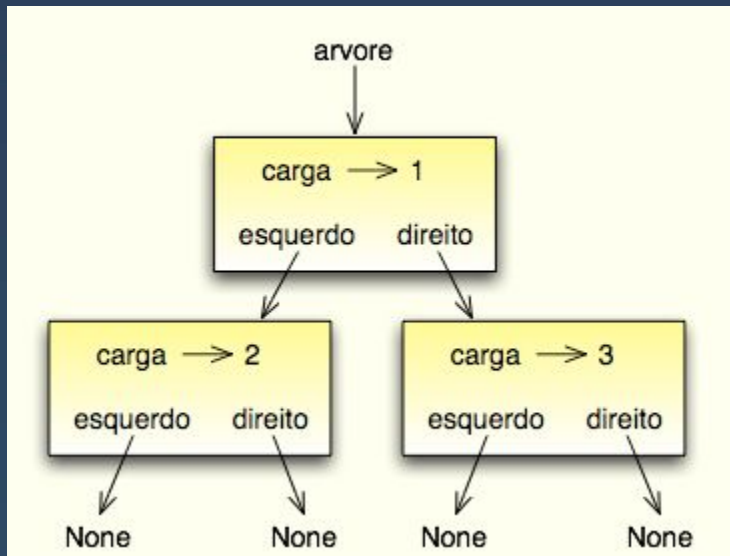 arvore
carga 1
esquerdo direito
carga 2 carga 3
esquerdo direito esquerdo direito
None None None None